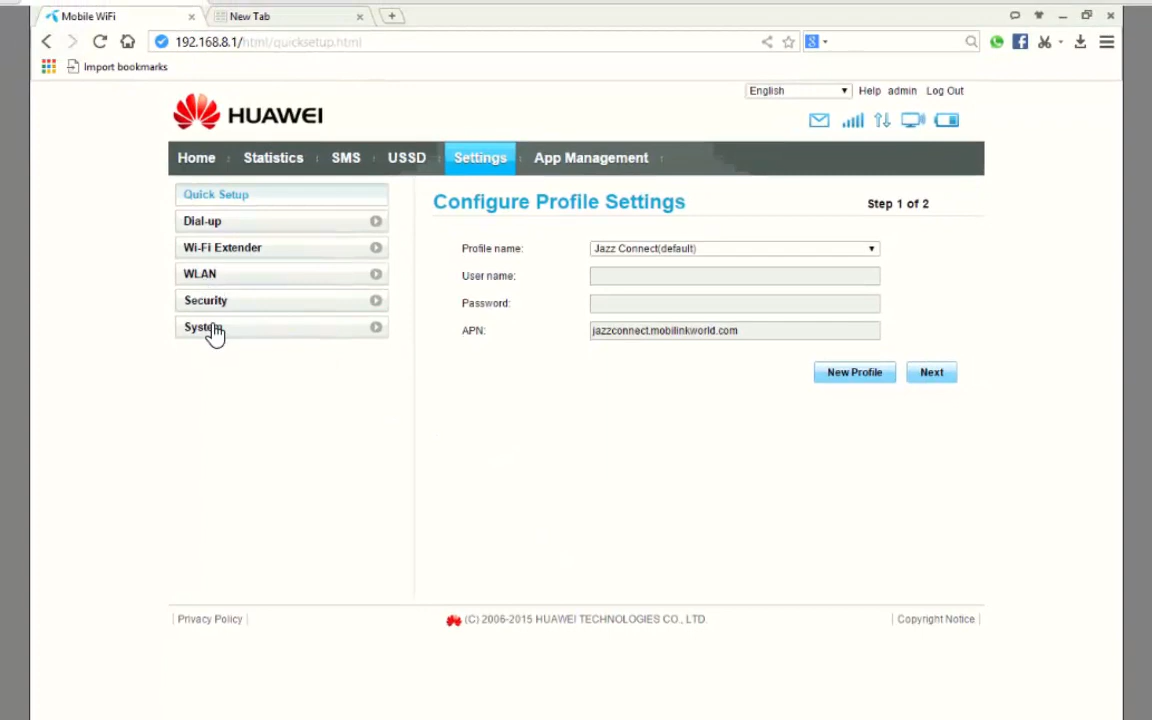 Mobile WiFi
New Tab
192.168.8.1/html/quicksetup.html
Import bookmarks
English
Help admin Log Out
HUAWEI
Home Statistics SMS USSD Settings App Management
Quick Setup
Dial-up
Wi-Fi Extender
WLAN
Security
System
Configure Profile Settings
Step 1 of 2
Profile name: Jazz Connect(default)
User name:
Password:
APN: jazzconnect.mobilinkworld.com
New Profile Next
Privacy Policy
(C) 2006-2015 HUAWEI TECHNOLOGIES CO., LTD.
Copyright Notice